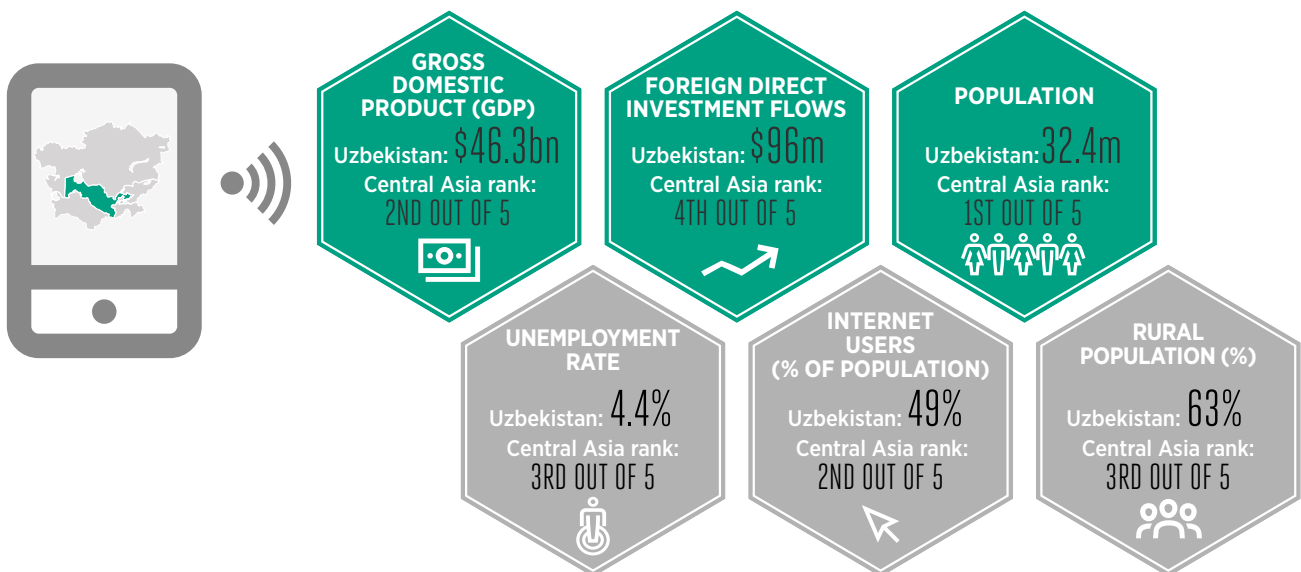 GROSS
DOMESTIC
PRODUCT (GDP)
Uzbekistan: $46.3bn
Central Asia rank:
2ND OUT OF 5
FOREIGN DIRECT
INVESTMENT FLOWS
Uzbekistan: $96m
Central Asia rank:
4TH OUT OF 5
POPULATION
Uzbekistan: 32.4m
Central Asia rank:
1ST OUT OF 5
UNEMPLOYMENT
RATE
Uzbekistan: 4.4%
Central Asia rank:
3RD OUT OF 5
INTERNET
USERS
(% OF POPULATION)
Uzbekistan: 49%
Central Asia rank:
2ND OUT OF 5
RURAL
POPULATION (%)
Uzbekistan: 63%
Central Asia rank:
3RD OUT OF 5